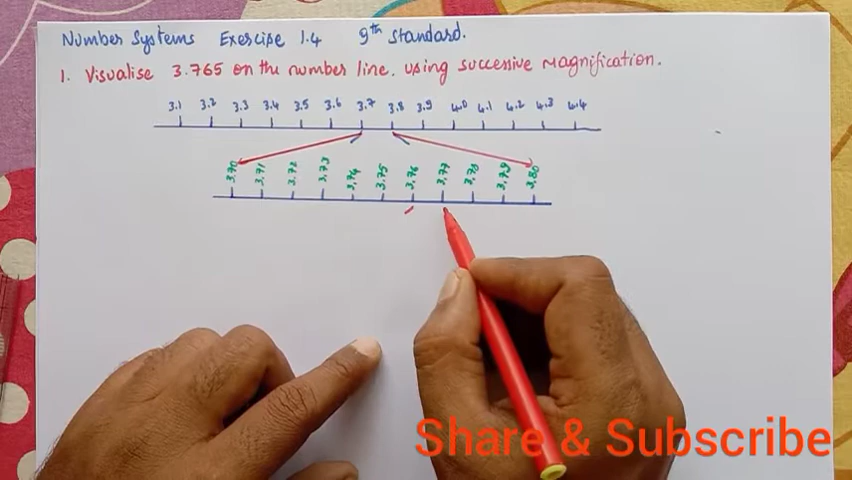 Number Systems Exercise 1.4 9th Standard.
1. Visualise 3.765 on the number line, using successive Magnification.
3.1 3.2 3.3 3.4 3.5 3.6 3.7 3.8 3.9 4.0 4.1 4.2 4.3 4.4
3.70 3.71 3.72 3.73 3.74 3.75 3.76 3.77 3.78 3.79 3.80
Share & Subscribe